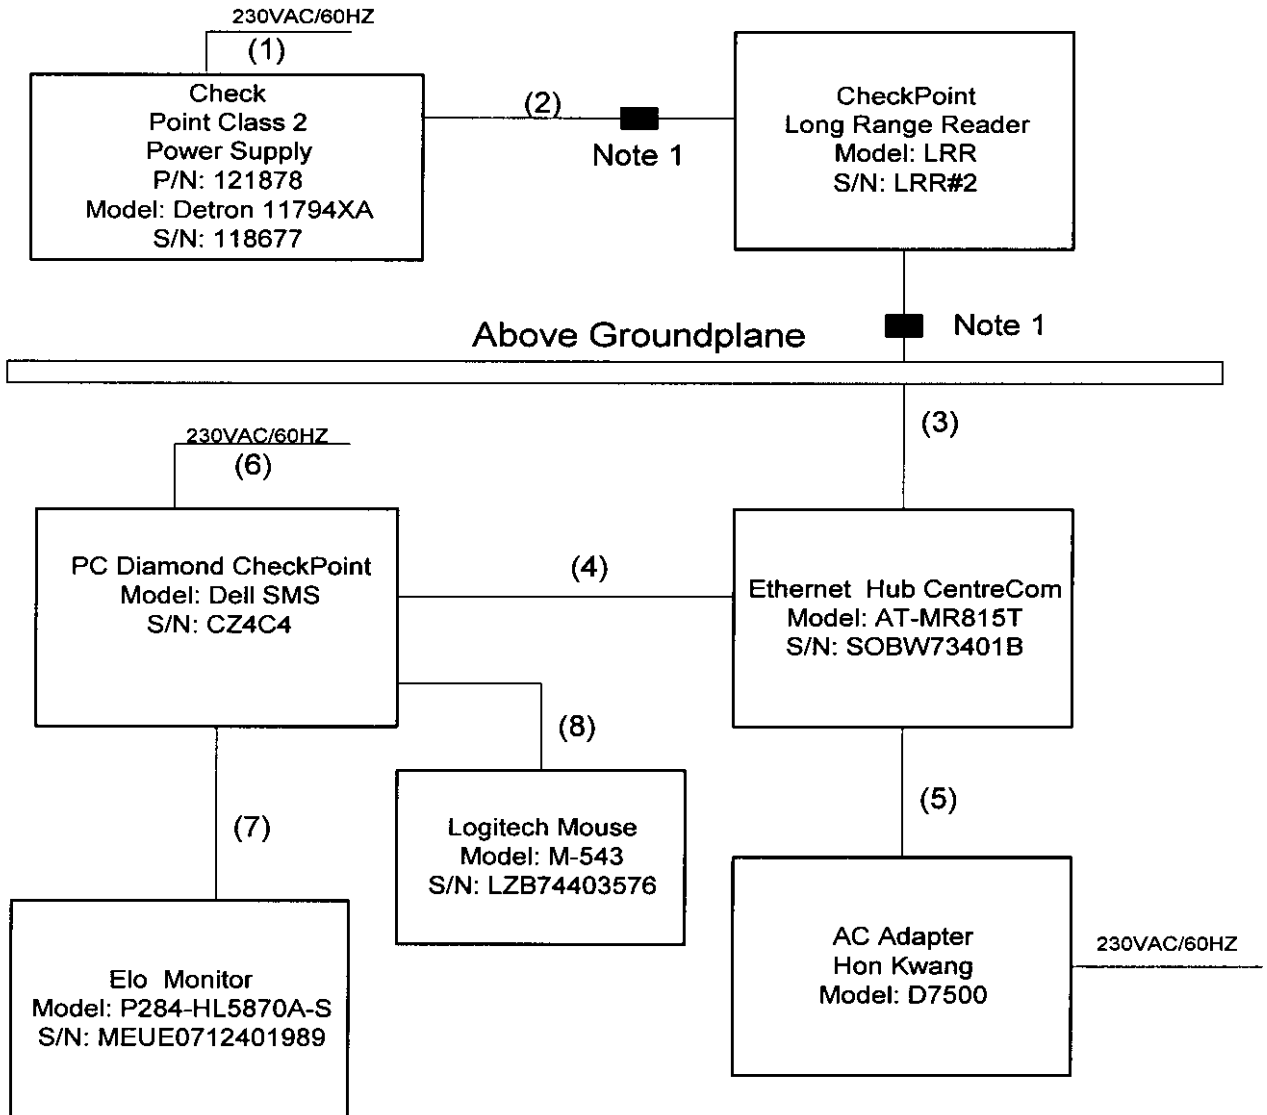 230VAC/60HZ
(1)
Check
Point Class 2
Power Supply
P/N: 121878
Model: Detron 11794XA
S/N: 118677
(2)
Note 1
CheckPoint
Long Range Reader
Model: LRR
S/N: LRR#2
Note 1
Above Groundplane
(3)
230VAC/60HZ
(6)
PC Diamond CheckPoint
Model: Dell SMS
S/N: CZ4C4
(4)
Ethernet Hub CentreCom
Model: AT-MR815T
S/N: SOBW73401B
(8)
(7)
(5)
Logitech Mouse
Model: M-543
S/N: LZB74403576
Elo Monitor
Model: P284-HL5870A-S
S/N: MEUE0712401989
AC Adapter
Hon Kwang
Model: D7500
230VAC/60HZ